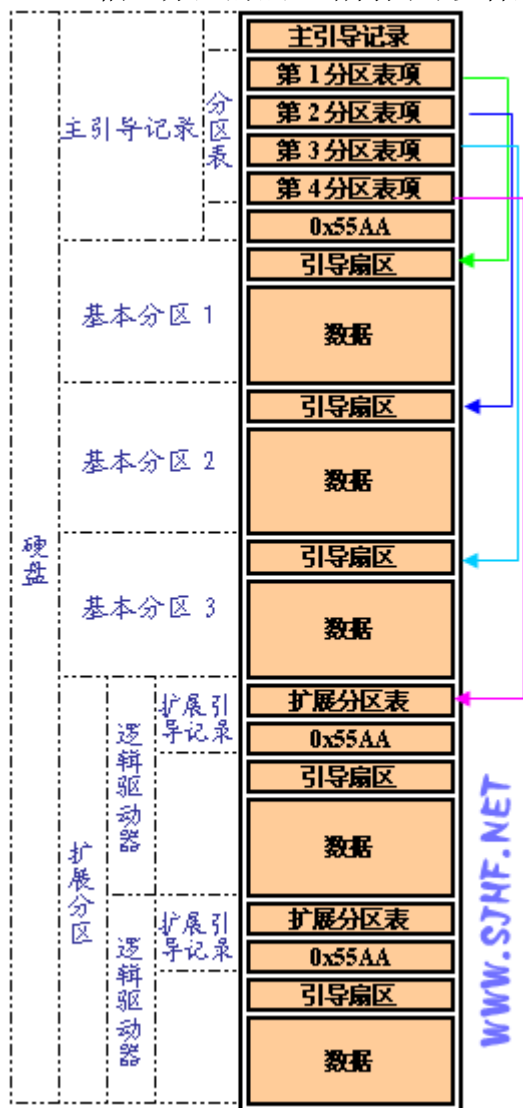 主引导记录
第1分区表项
第2分区表项
第3分区表项
第4分区表项
0x55AA
主引导记录
分区表
引导扇区
数据
基本分区 1
引导扇区
数据
基本分区 2
引导扇区
数据
基本分区 3
硬盘
扩展分区表
0x55AA
引导扇区
数据
扩展引导记录
逻辑驱动器
扩展分区
扩展分区表
0x55AA
引导扇区
数据
扩展引导记录
逻辑驱动器
WWW.SJHF.NET